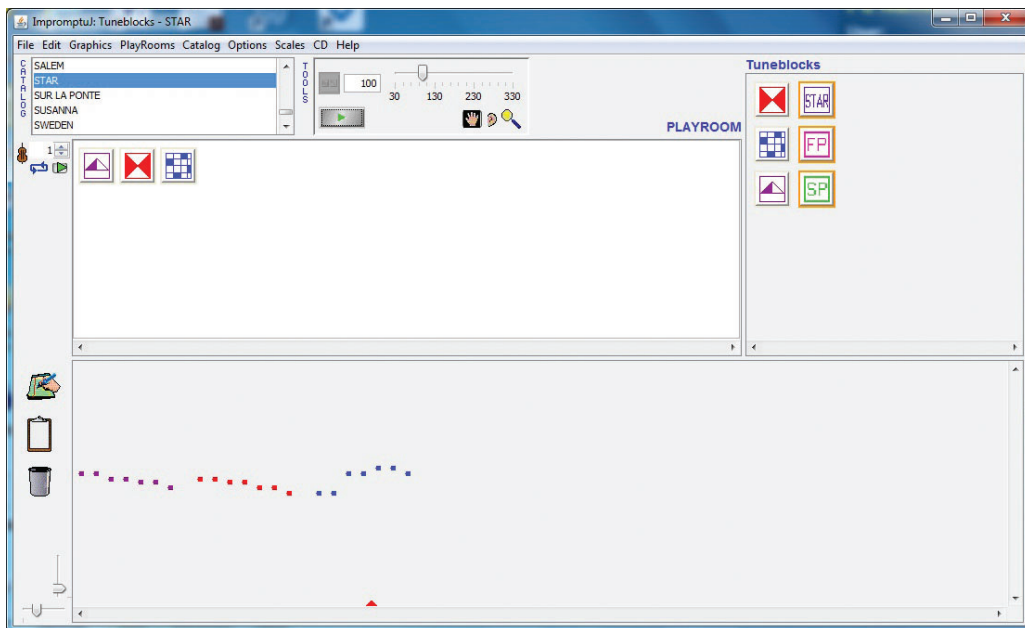 ImpromptuJ: Tuneblocks - STAR
File Edit Graphics PlayRooms Catalog Options Scales CD Help
CATALOG
SALEM
STAR
SUR LA PONTE
SUSANNA
SWEDEN
TOOLS
100
30 130 230 330
PLAYROOM
Tuneblocks
STAR
FP
SP
1